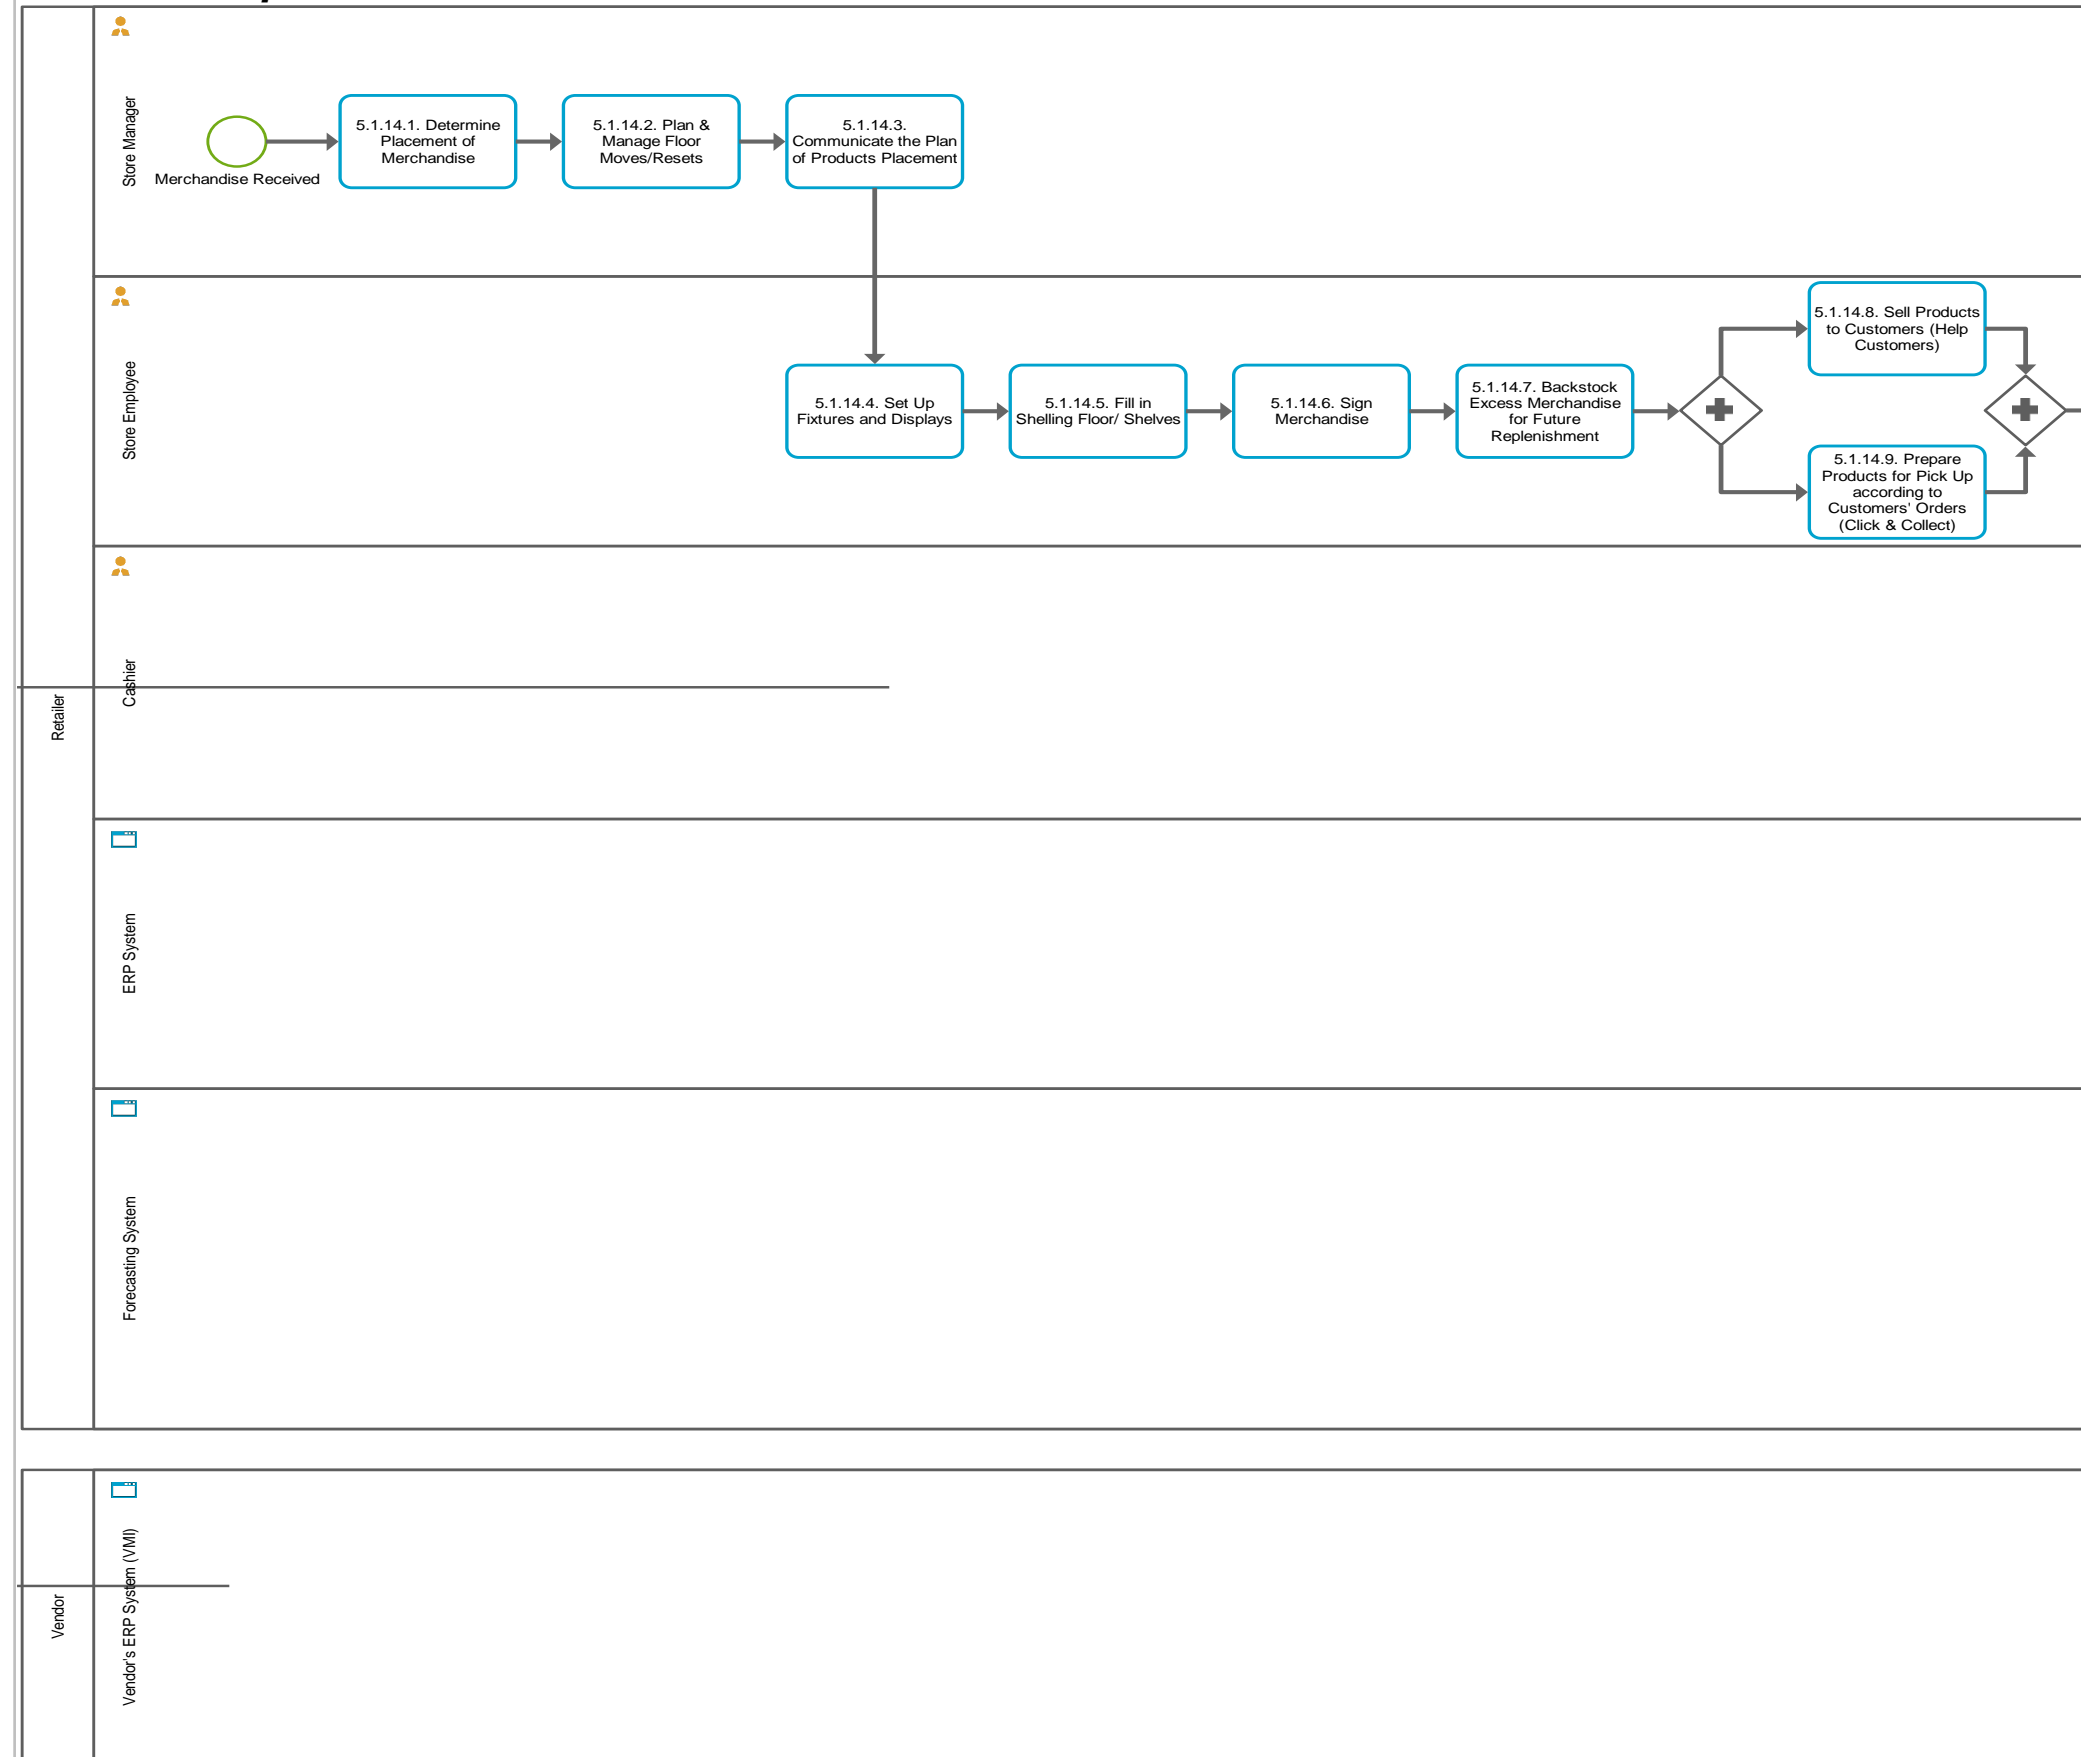 Store Manager
Merchandise Received
5.1.14.1. Determine
Placement of
Merchandise
5.1.14.2. Plan &
Manage Floor
Moves/Resets
5.1.14.3.
Communicate the Plan
of Products Placement
Store Employee
5.1.14.4. Set Up
Fixtures and Displays
5.1.14.5. Fill in
Shelling Floor/ Shelves
5.1.14.6. Sign
Merchandise
5.1.14.7. Backstock
Excess Merchandise
for Future
Replenishment
5.1.14.8. Sell Products
to Customers (Help
Customers)
5.1.14.9. Prepare
Products for Pick Up
according to
Customers' Orders
(Click & Collect)
Retailer
Cashier
ERP System
Forecasting System
Vendor
Vendor's ERP System (VMI)